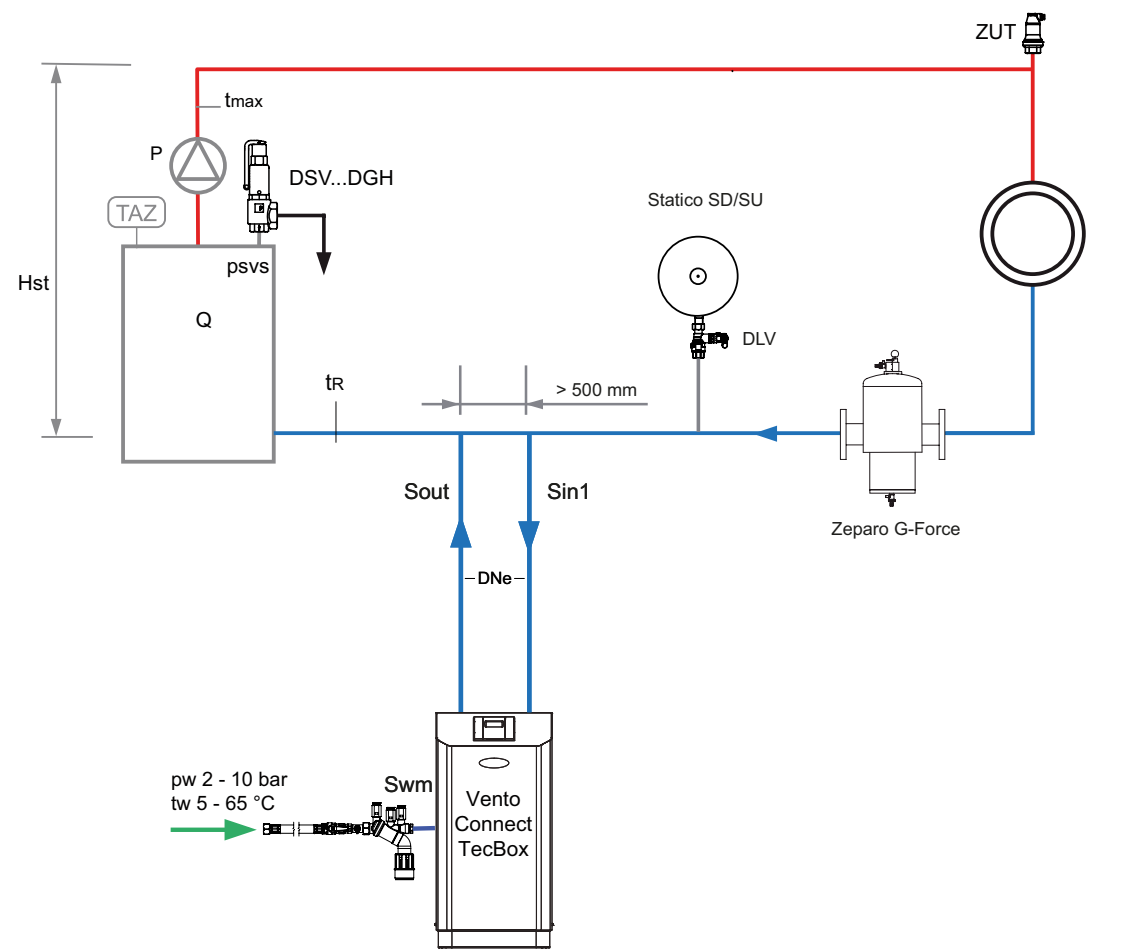 ZUT
tmax
P
DSV...DGH
TAZ
Statico SD/SU
psvs
Hst
Q
DLV
tR
> 500 mm
Sout
Sin1
Zeparo G-Force
DNe
pw 2 - 10 bar
tw 5 - 65 °C
Swm
Vento
Connect
TecBox